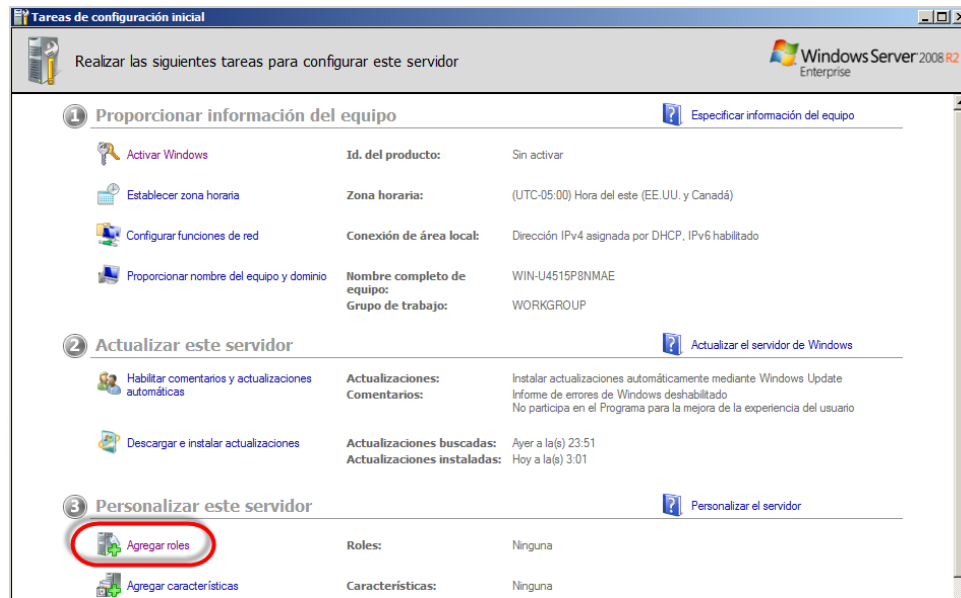 Tareas de configuración inicial
Realizar las siguientes tareas para configurar este servidor
Windows Server 2008 R2
Enterprise
1 Proporcionar información del equipo
Especificar información del equipo
Activar Windows Id. del producto: Sin activar
Establecer zona horaria Zona horaria: (UTC-05:00) Hora del este (EE.UU. y Canadá)
Configurar funciones de red Conexión de área local: Dirección IPv4 asignada por DHCP, IPv6 habilitado
Proporcionar nombre del equipo y dominio Nombre completo de WIN-U4515P8NMAE
equipo:
Grupo de trabajo: WORKGROUP
2 Actualizar este servidor
Actualizar el servidor de Windows
Habilitar comentarios y actualizaciones Actualizaciones: Instalar actualizaciones automáticamente mediante Windows Update
automáticas Comentarios: Informe de errores de Windows deshabilitado
No participa en el Programa para la mejora de la experiencia del usuario
Descargar e instalar actualizaciones Actualizaciones buscadas: Ayer a la(s) 23:51
Actualizaciones instaladas: Hoy a la(s) 3:01
3 Personalizar este servidor
Personalizar el servidor
Agregar roles Roles: Ninguna
Agregar características Características: Ninguna